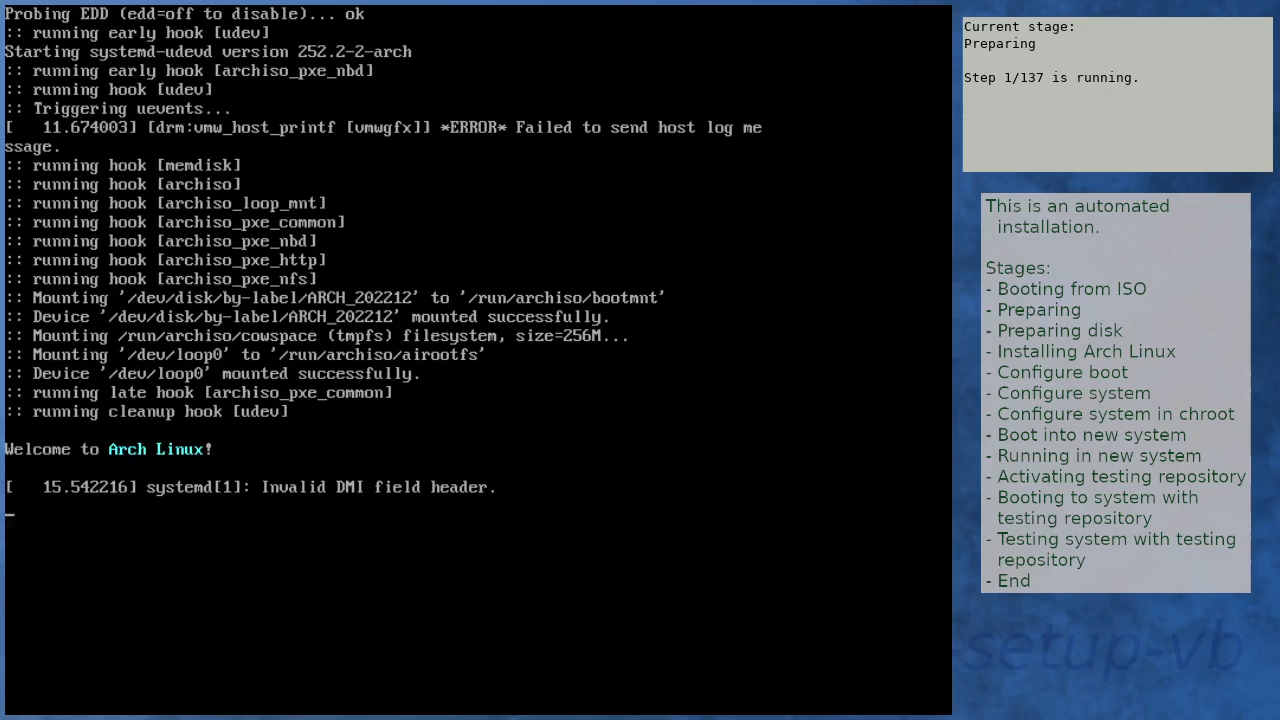 Probing EDD (edd=off to disable)... ok
:: running early hook [udev]
Starting systemd-udevd version 252.2-2-arch
:: running early hook [archiso_pxe_nbd]
:: running hook [udev]
:: Triggering uevents...
[   11.674003] [drm:vmw_host_printf [vmwgfx]] *ERROR* Failed to send host log me
ssage.
:: running hook [memdisk]
:: running hook [archiso]
:: running hook [archiso_loop_mnt]
:: running hook [archiso_pxe_common]
:: running hook [archiso_pxe_nbd]
:: running hook [archiso_pxe_http]
:: running hook [archiso_pxe_nfs]
:: Mounting '/dev/disk/by-label/ARCH_202212' to '/run/archiso/bootmnt'
:: Device '/dev/disk/by-label/ARCH_202212' mounted successfully.
:: Mounting /run/archiso/cowspace (tmpfs) filesystem, size=256M...
:: Mounting '/dev/loop0' to '/run/archiso/airootfs'
:: Device '/dev/loop0' mounted successfully.
:: running late hook [archiso_pxe_common]
:: running cleanup hook [udev]
Welcome to Arch Linux!
[   15.542216] systemd[1]: Invalid DMI field header.
Current stage:
Preparing
Step 1/137 is running.
This is an automated
installation.
Stages:
- Booting from ISO
- Preparing
- Preparing disk
- Installing Arch Linux
- Configure boot
- Configure system
- Configure system in chroot
- Boot into new system
- Running in new system
- Activating testing repository
- Booting to system with
testing repository
- Testing system with testing
repository
- End
-setup-vb